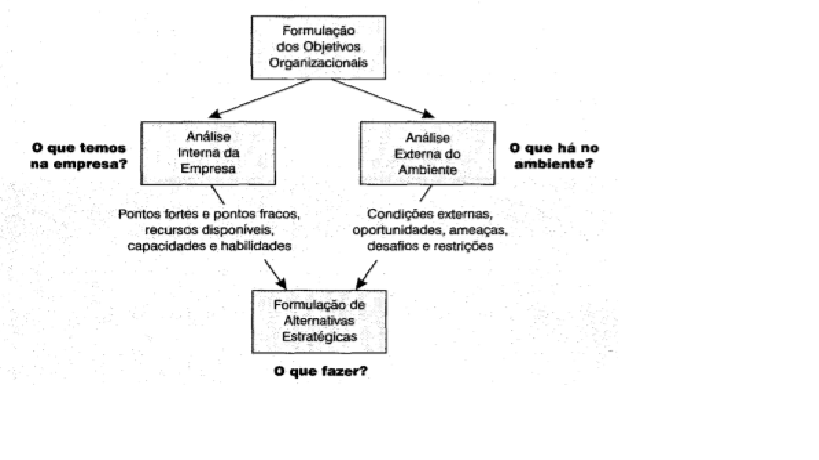 Formulação
dos Objetivos
Organizacionais
O que temos
na empresa?
Análise
Interna da
Empresa
Análise
Externa do
Ambiente
O que há no
ambiente?
Pontos fortes e pontos fracos,
recursos disponíveis,
capacidades e habilidades
Condições externas,
oportunidades, ameaças,
desafios e restrições
Formulação de
Alternativas
Estratégicas
O que fazer?